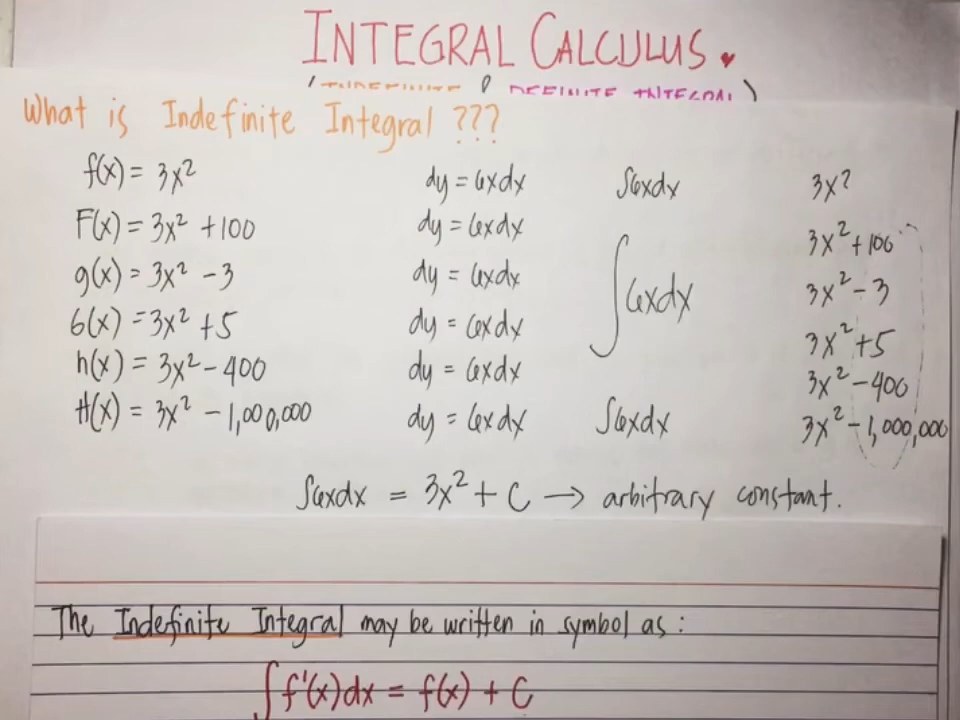 INTEGRAL CALCULUS.
(INDEFINITE & DEFINITE INTEGRAL)
What is Indefinite Integral ???
f(x) = 3x² dy = 6xdx ∫6xdx 3x²
F(x) = 3x² + 100 dy = 6xdx 3x² + 100
g(x) = 3x² - 3 dy = 6xdx ∫6xdx 3x² - 3
G(x) = 3x² + 5 dy = 6xdx 3x² + 5
h(x) = 3x² - 400 dy = 6xdx 3x² - 400
H(x) = 3x² - 1,000,000 dy = 6xdx ∫6xdx 3x² - 1,000,000
∫6xdx = 3x² + C → arbitrary constant.
The Indefinite Integral may be written in symbol as :
∫f'(x)dx = f(x) + C